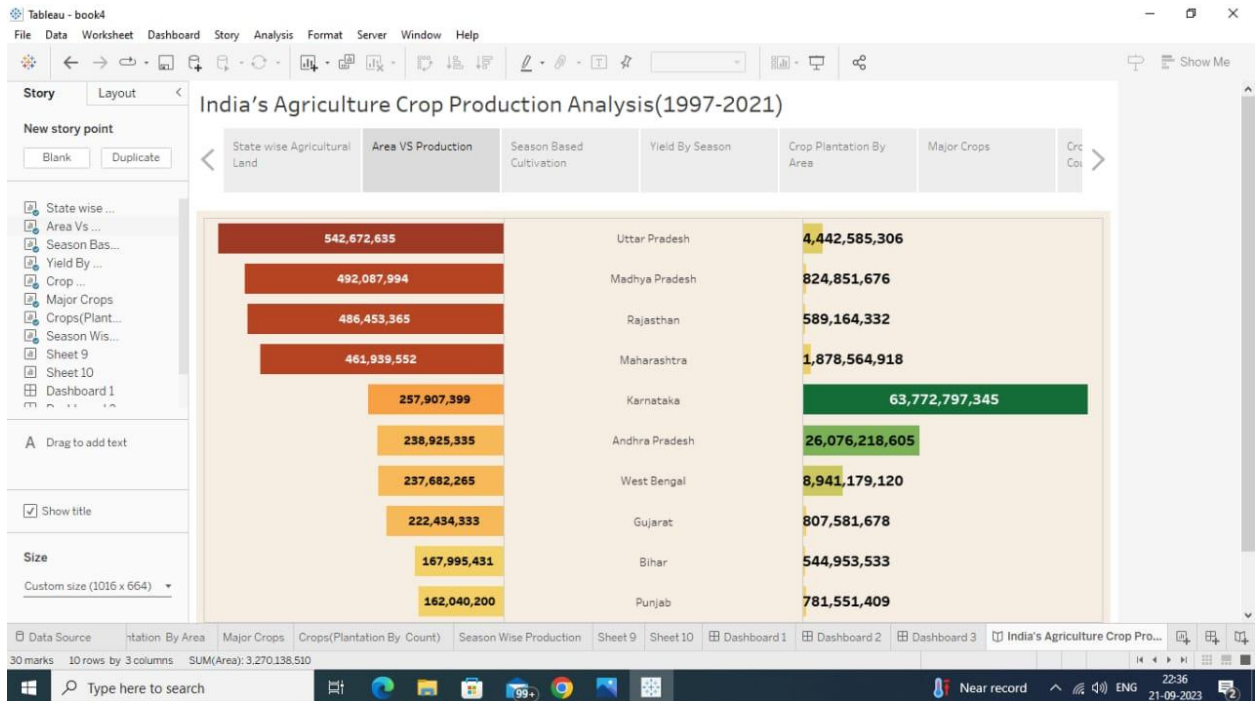 Tableau - book4
File Data Worksheet Dashboard Story Analysis Format Server Window Help
Show Me
Story Layout
New story point
Blank Duplicate
State wise ...
Area Vs ...
Season Bas...
Yield By ...
Crop ...
Major Crops
Crops(Plant...
Season Wis...
Sheet 9
Sheet 10
Dashboard 1
A Drag to add text
Show title
Size
Custom size (1016 x 664)
India's Agriculture Crop Production Analysis(1997-2021)
State wise Agricultural Land
Area VS Production
Season Based Cultivation
Yield By Season
Crop Plantation By Area
Major Crops
542,672,635 Uttar Pradesh 4,442,585,306
492,087,994 Madhya Pradesh 824,851,676
486,453,365 Rajasthan 589,164,332
461,939,552 Maharashtra 1,878,564,918
257,907,399 Karnataka 63,772,797,345
238,925,335 Andhra Pradesh 26,076,218,605
237,682,265 West Bengal 8,941,179,120
222,434,333 Gujarat 807,581,678
167,995,431 Bihar 544,953,533
162,040,200 Punjab 781,551,409
Data Source ntation By Area Major Crops Crops(Plantation By Count) Season Wise Production Sheet 9 Sheet 10 Dashboard 1 Dashboard 2 Dashboard 3 India's Agriculture Crop Pro...
30 marks 10 rows by 3 columns SUM(Area): 3,270,138,510
Type here to search 99+ Near record ENG 22:36
21-09-2023 2